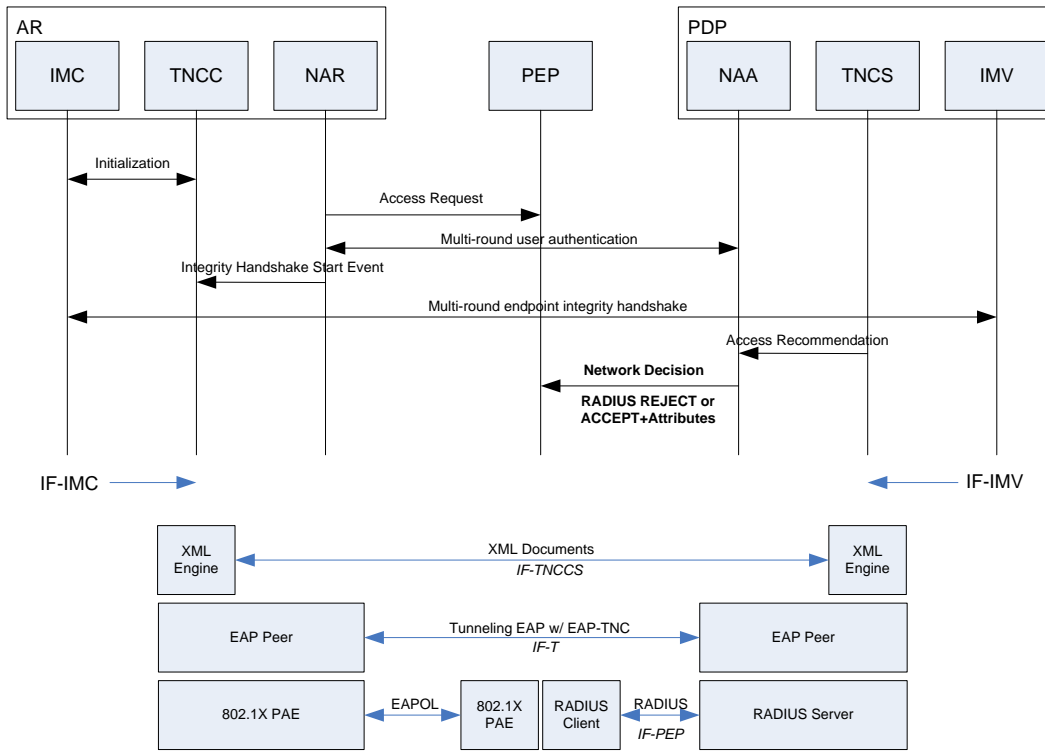 AR
PDP
IMC
TNCC
NAR
PEP
NAA
TNCS
IMV
Initialization
Access Request
Multi-round user authentication
Integrity Handshake Start Event
Multi-round endpoint integrity handshake
Access Recommendation
Network Decision
RADIUS REJECT or
ACCEPT+Attributes
IF-IMC
IF-IMV
XML
Engine
XML Documents
IF-TNCCS
XML
Engine
EAP Peer
Tunneling EAP w/ EAP-TNC
IF-T
EAP Peer
802.1X PAE
EAPOL
802.1X
PAE
RADIUS
Client
RADIUS
IF-PEP
RADIUS Server